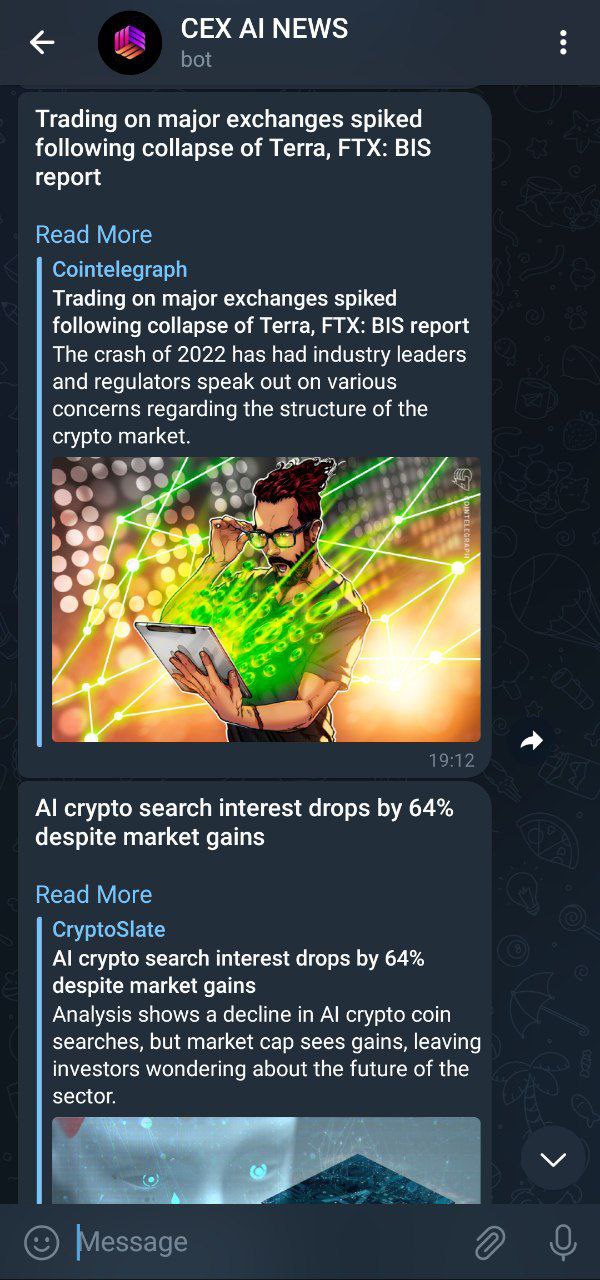 CEX AI NEWS
bot
Trading on major exchanges spiked
following collapse of Terra, FTX: BIS
report
Read More
Cointelegraph
Trading on major exchanges spiked
following collapse of Terra, FTX: BIS report
The crash of 2022 has had industry leaders
and regulators speak out on various
concerns regarding the structure of the
crypto market.
COINTELEGRAPH
19:12
AI crypto search interest drops by 64%
despite market gains
Read More
CryptoSlate
AI crypto search interest drops by 64%
despite market gains
Analysis shows a decline in AI crypto coin
searches, but market cap sees gains, leaving
investors wondering about the future of the
sector.
Message